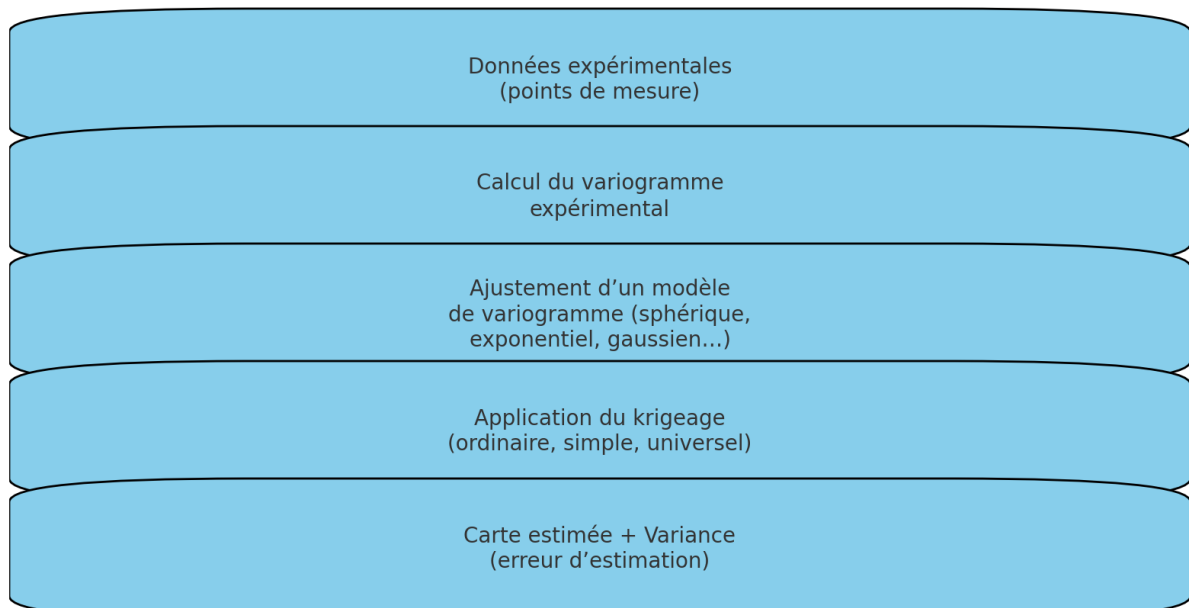 Données expérimentales
(points de mesure)
Calcul du variogramme
expérimental
Ajustement d’un modèle
de variogramme (sphérique,
exponentiel, gaussien…)
Application du krigeage
(ordinaire, simple, universel)
Carte estimée + Variance
(erreur d’estimation)